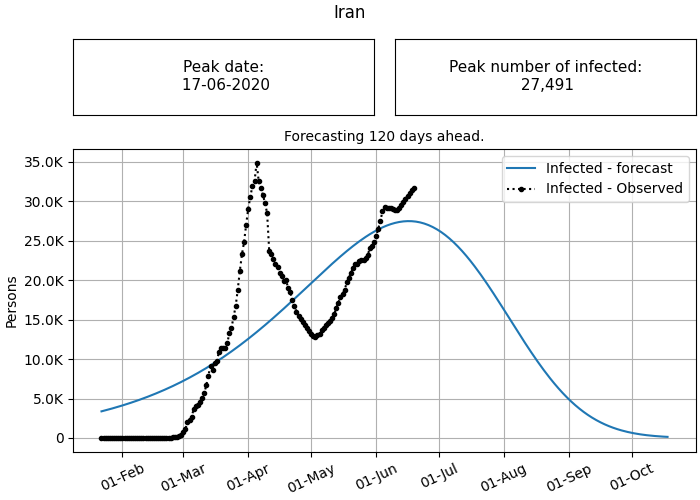 Iran
Peak date:
17-06-2020
Peak number of infected:
27,491
Forecasting 120 days ahead.
Infected - forecast
Infected - Observed
Persons
35.0K
30.0K
25.0K
20.0K
15.0K
10.0K
5.0K
0
01-Feb
01-Mar
01-Apr
01-May
01-Jun
01-Jul
01-Aug
01-Sep
01-Oct